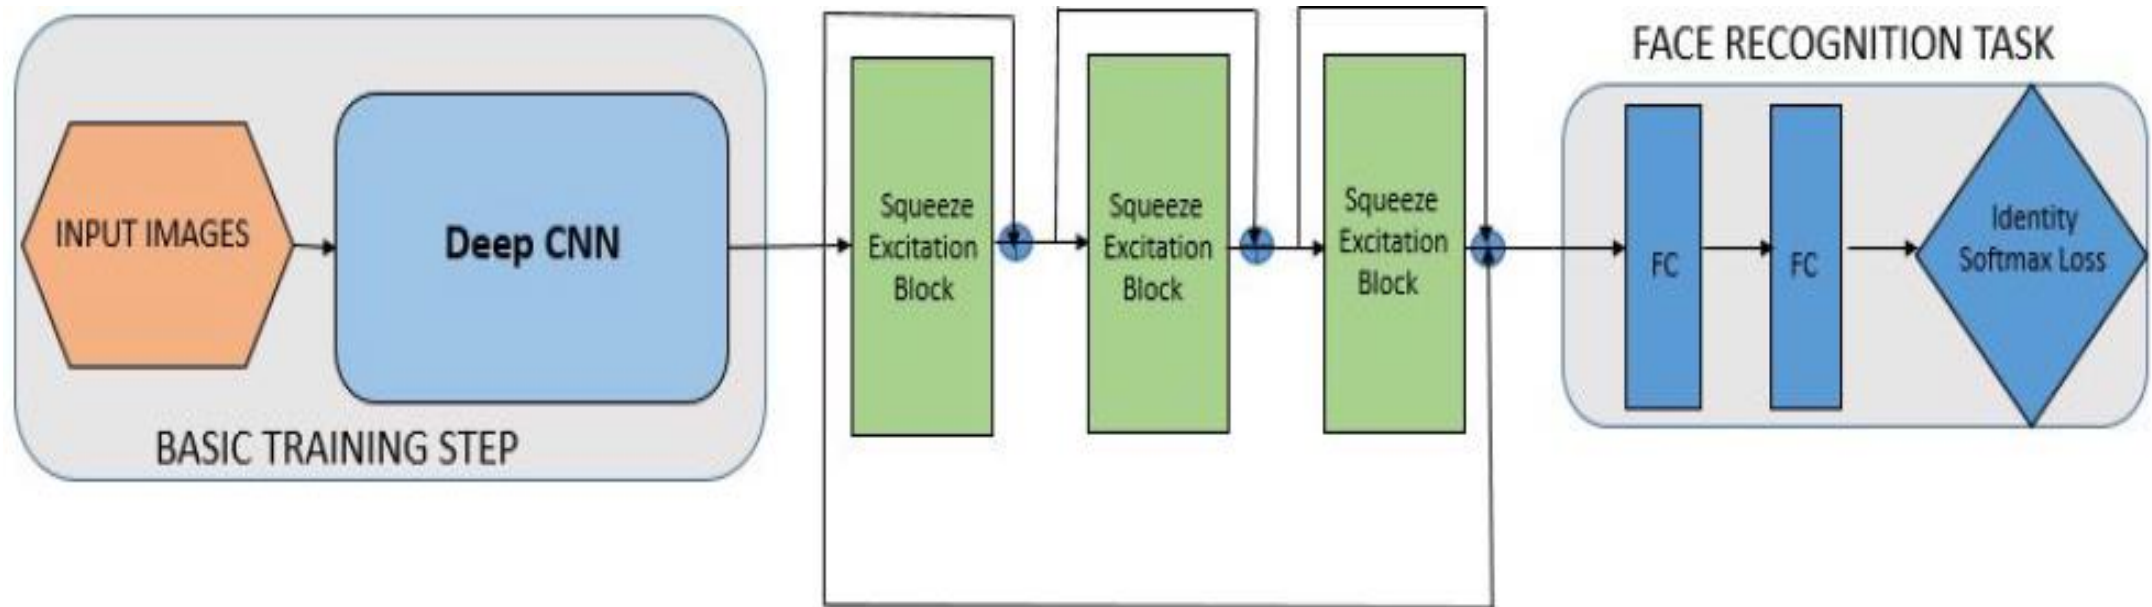 INPUT IMAGES
Deep CNN
BASIC TRAINING STEP
Squeeze
Excitation
Block
Squeeze
Excitation
Block
Squeeze
Excitation
Block
FACE RECOGNITION TASK
FC
FC
Identity
Softmax Loss